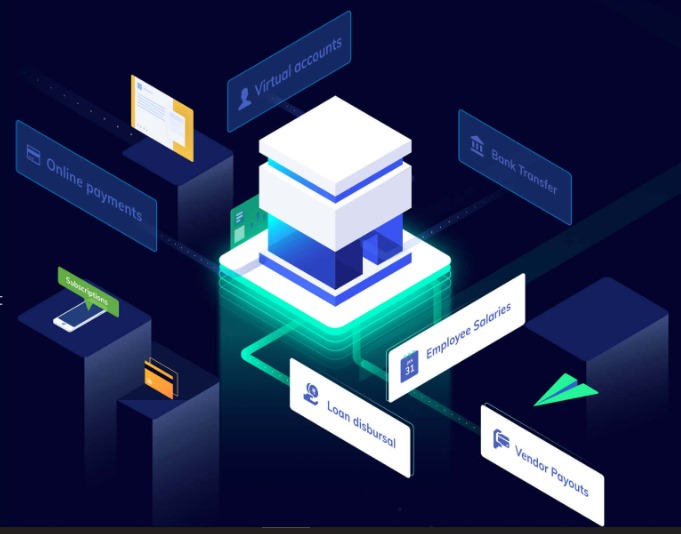 Virtual accounts
Online payments
Bank Transfer
Subscriptions
Employee Salaries
31
Loan disbursal
Vendor Payouts